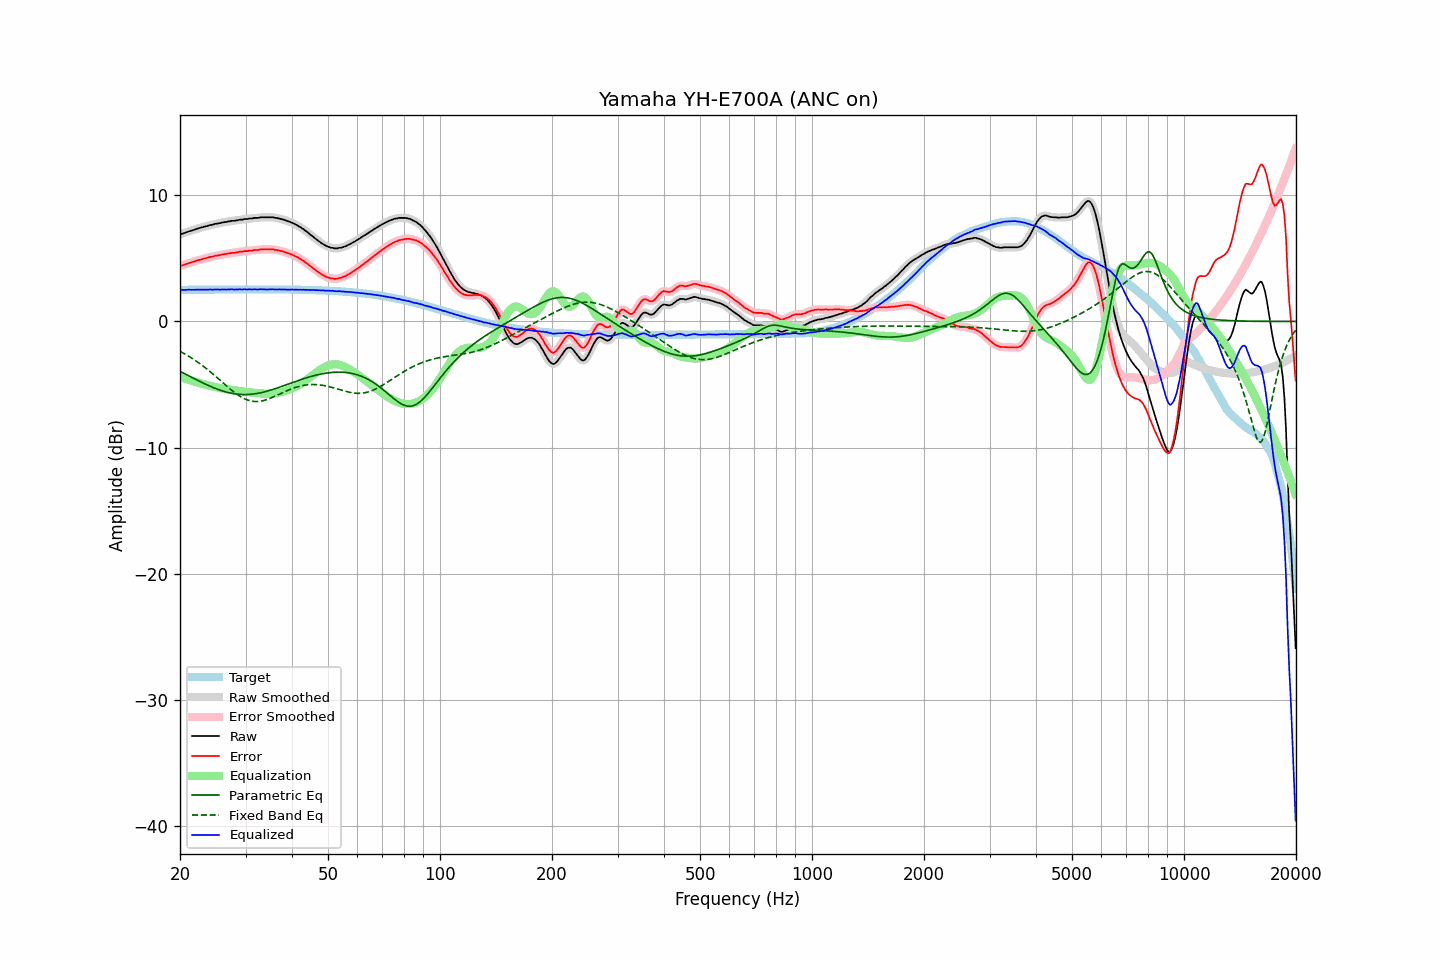 Yamaha YH-E700A (ANC on)
Amplitude (dBr)
10
0
−10
−20
−30
−40
Target
Raw Smoothed
Error Smoothed
Raw
Error
Equalization
Parametric Eq
Fixed Band Eq
Equalized
20 50 100 200 500 1000 2000 5000 10000 20000
Frequency (Hz)